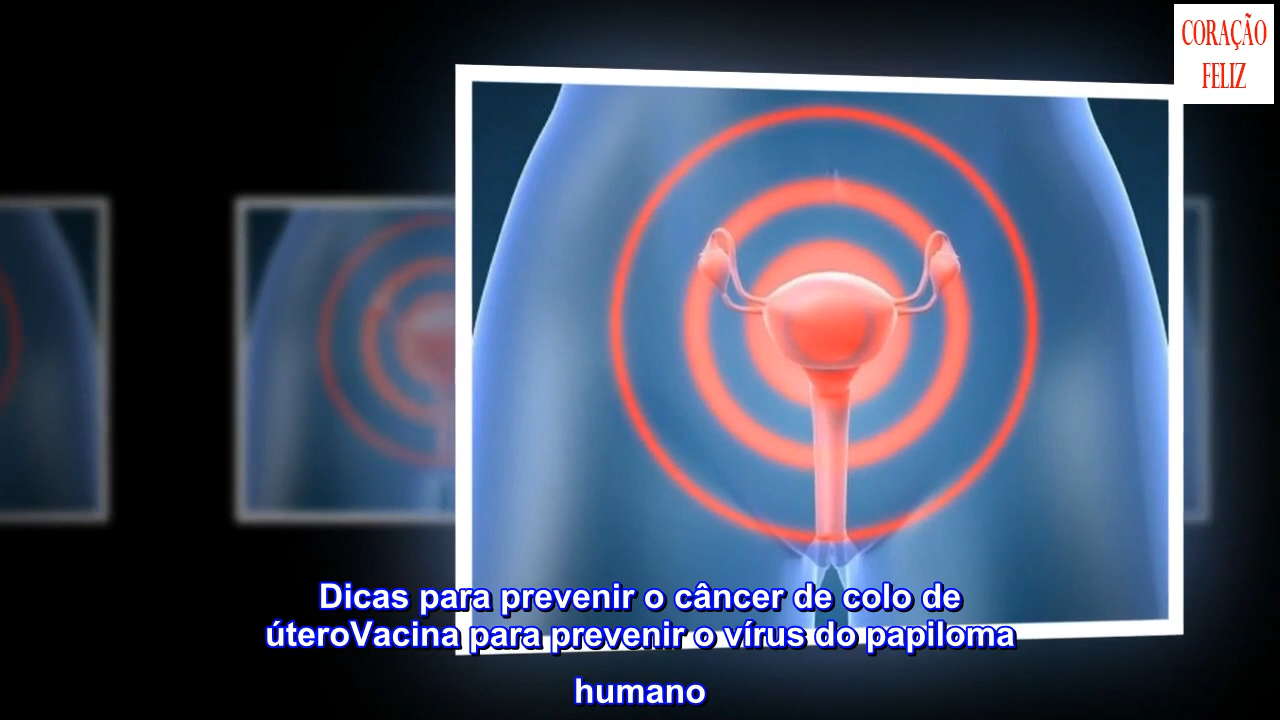 CORAÇÃO
FELIZ
Dicas para prevenir o câncer de colo de
úteroVacina para prevenir o vírus do papiloma
humano